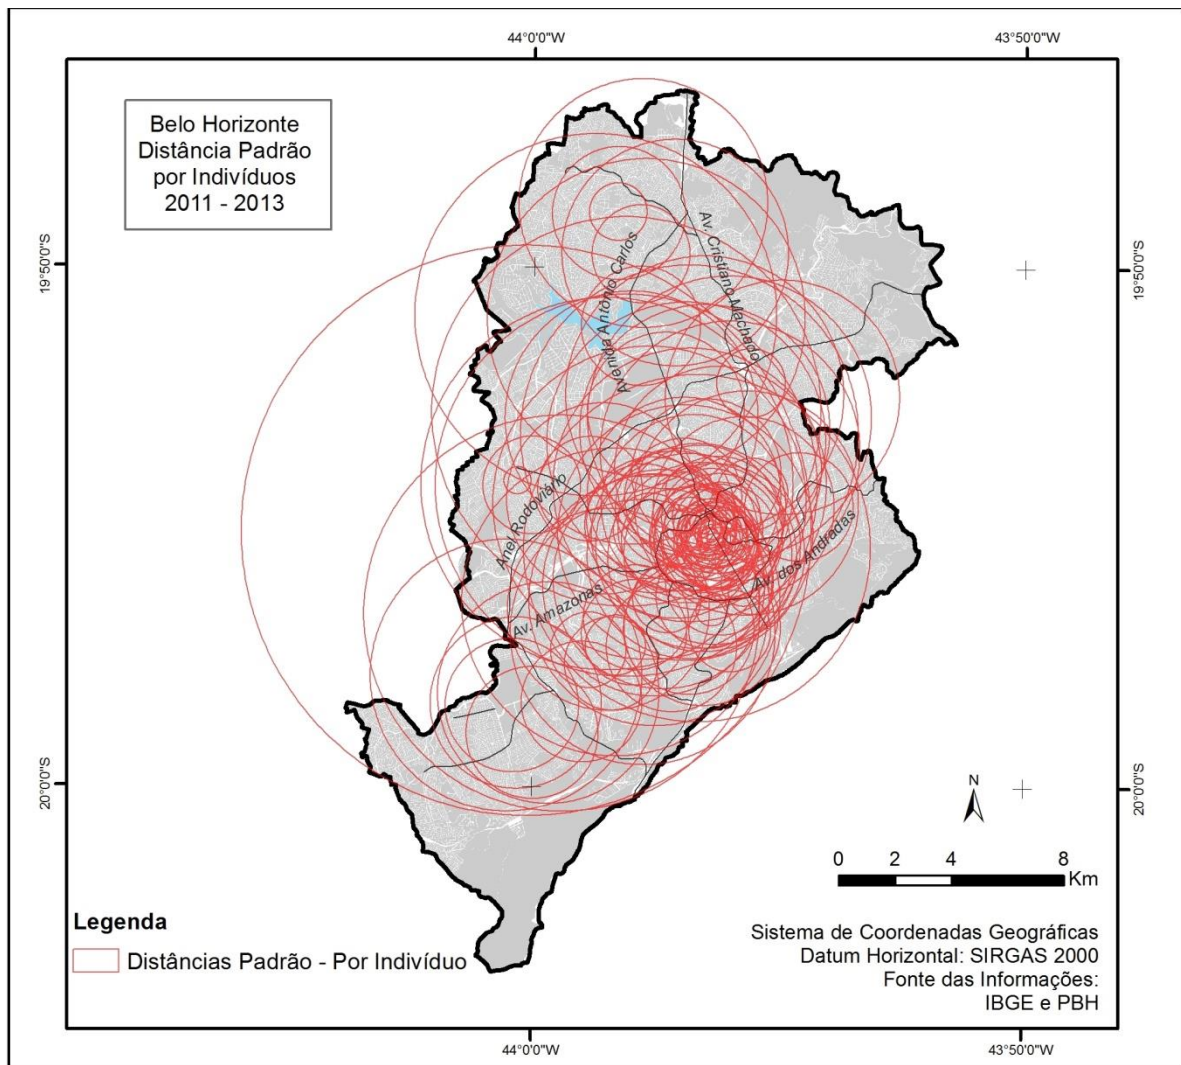 44°0'0"W
43°50'0"W
Belo Horizonte
Distância Padrão
por Indivíduos
2011 - 2013
19°50'0"S
19°50'0"S
Av. Cristiano Machado
Avenida Antônio Carlos
Anel Rodoviário
Av. dos Andradas
Av. Amazonas
20°0'0"S
20°0'0"S
N
0 2 4 8
Km
Legenda
Distâncias Padrão - Por Indivíduo
Sistema de Coordenadas Geográficas
Datum Horizontal: SIRGAS 2000
Fonte das Informações:
IBGE e PBH
44°0'0"W
43°50'0"W